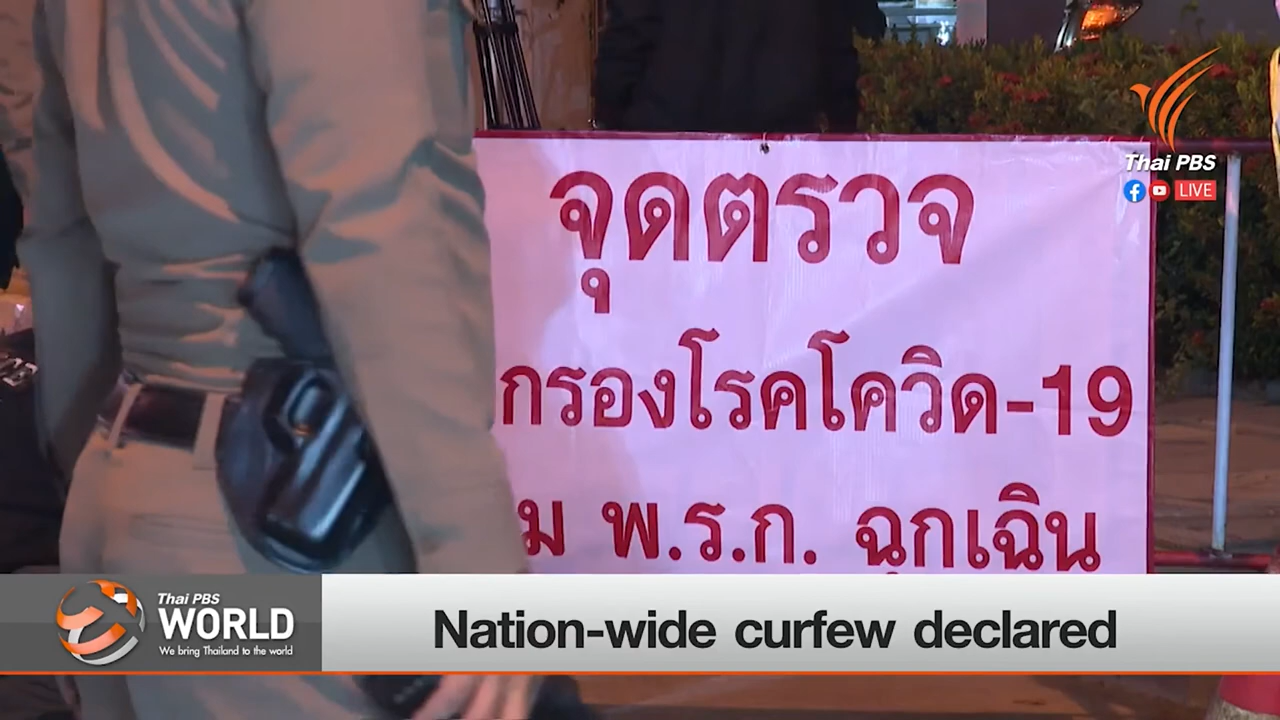 Thai PBS
LIVE
จุดตรวจ
กรองโรคโควิด-19
ม พ.ร.ก. ฉุกเฉิน
Thai PBS
WORLD
We bring Thailand to the world
Nation-wide curfew declared